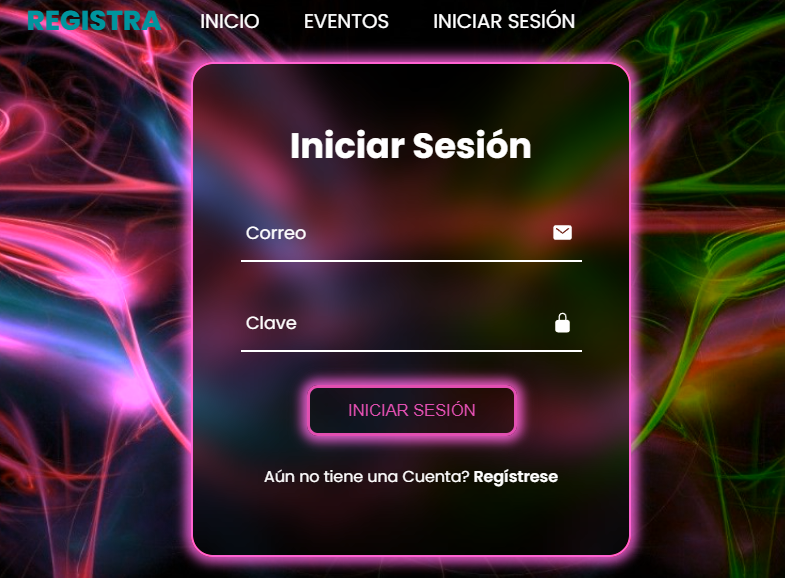 REGISTRA INICIO EVENTOS INICIAR SESIÓN
Iniciar Sesión
Correo
Clave
INICIAR SESIÓN
Aún no tiene una Cuenta? Regístrese